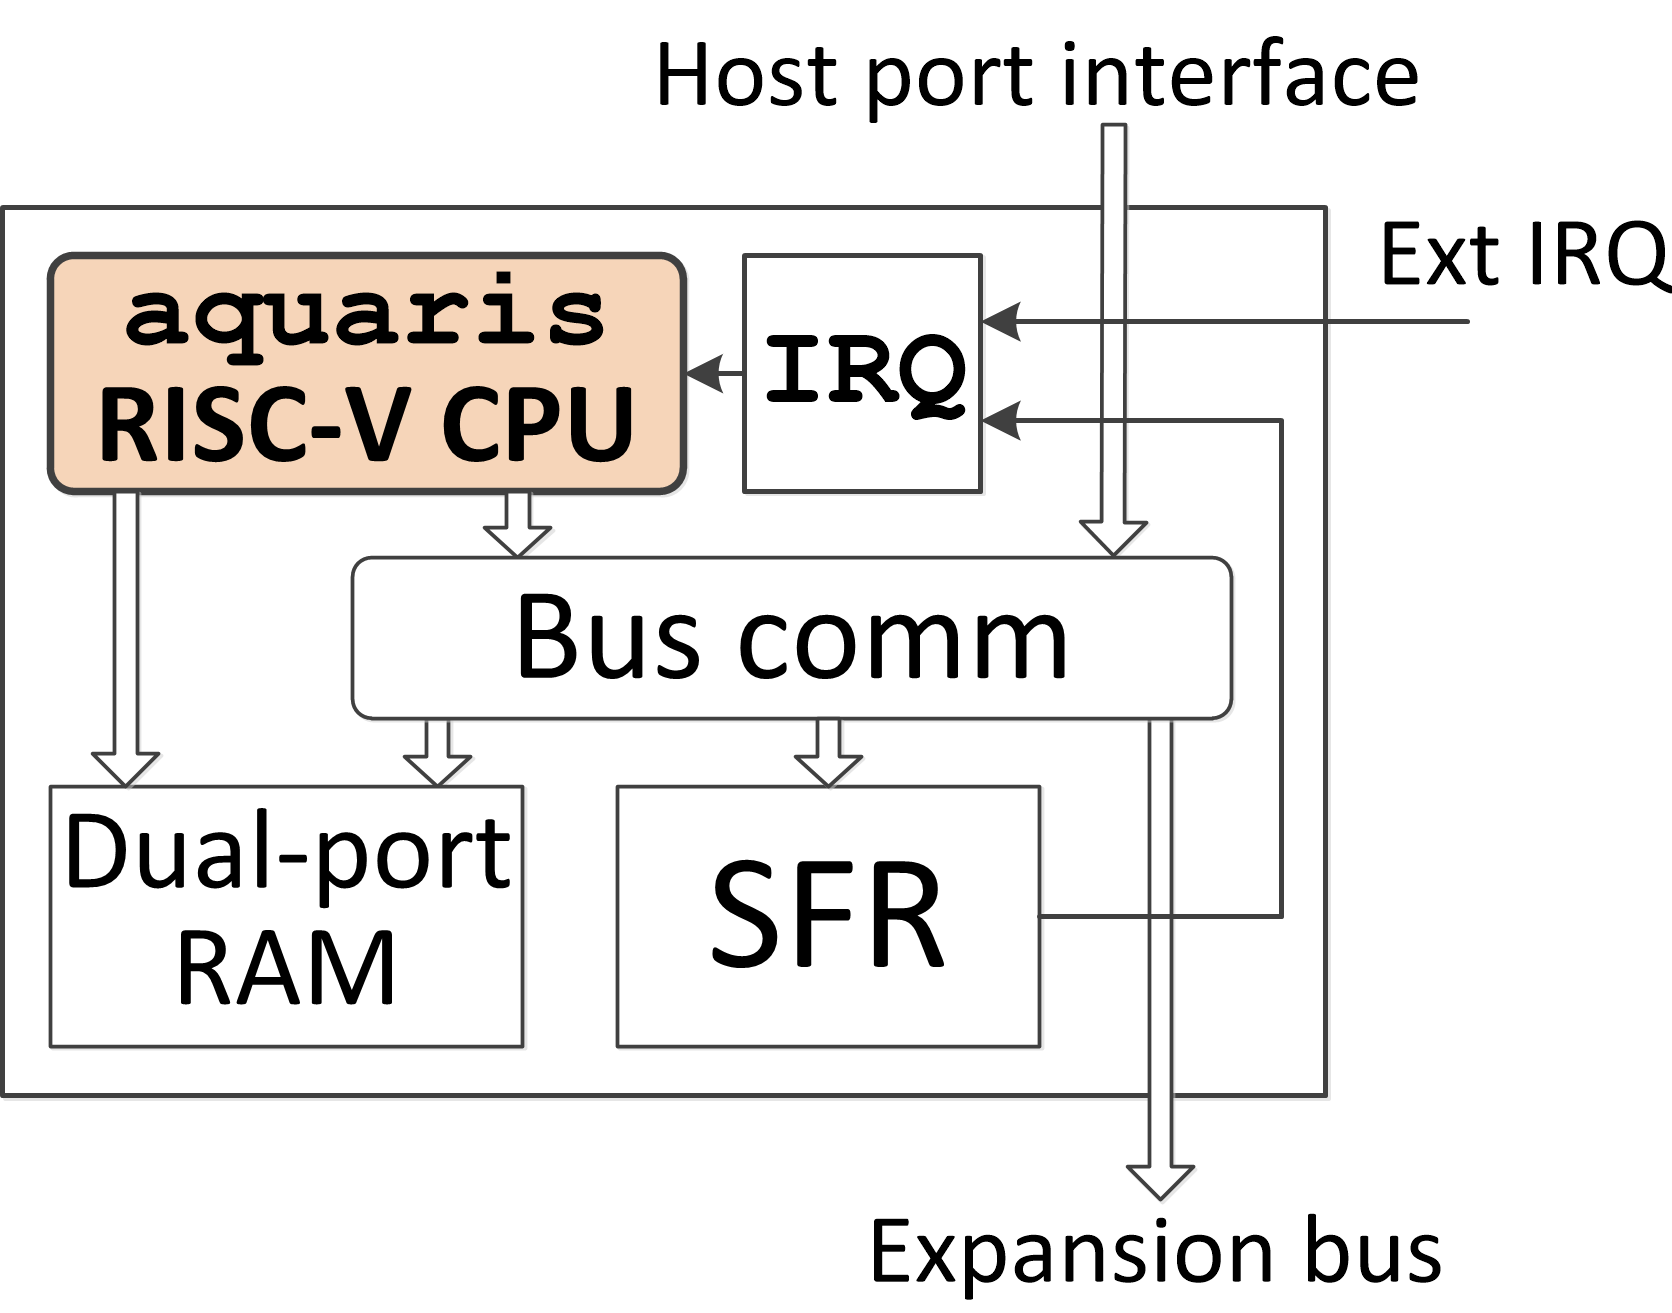 Host port interface
Ext IRQ
aquaris
RISC-V CPU
IRQ
Bus comm
Dual-port
RAM
SFR
Expansion bus